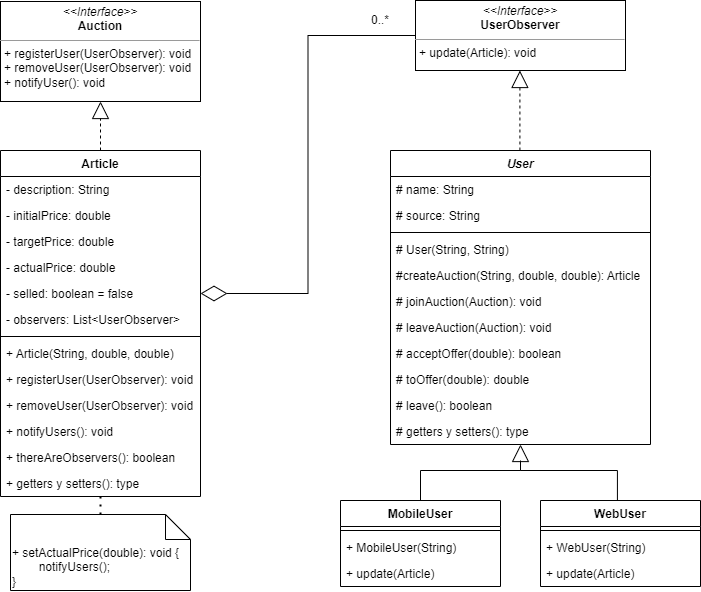 <<Interface>>
Auction
+ registerUser(UserObserver): void
+ removeUser(UserObserver): void
+ notifyUser(): void
0..*
<<Interface>>
UserObserver
+ update(Article): void
Article
- description: String
- initialPrice: double
- targetPrice: double
- actualPrice: double
- selled: boolean = false
- observers: List<UserObserver>
+ Article(String, double, double)
+ registerUser(UserObserver): void
+ removeUser(UserObserver): void
+ notifyUsers(): void
+ thereAreObservers(): boolean
+ getters y setters(): type
+ setActualPrice(double): void {
notifyUsers();
}
User
# name: String
# source: String
# User(String, String)
#createAuction(String, double, double): Article
# joinAuction(Auction): void
# leaveAuction(Auction): void
# acceptOffer(double): boolean
# toOffer(double): double
# leave(): boolean
# getters y setters(): type
MobileUser
+ MobileUser(String)
+ update(Article)
WebUser
+ WebUser(String)
+ update(Article)